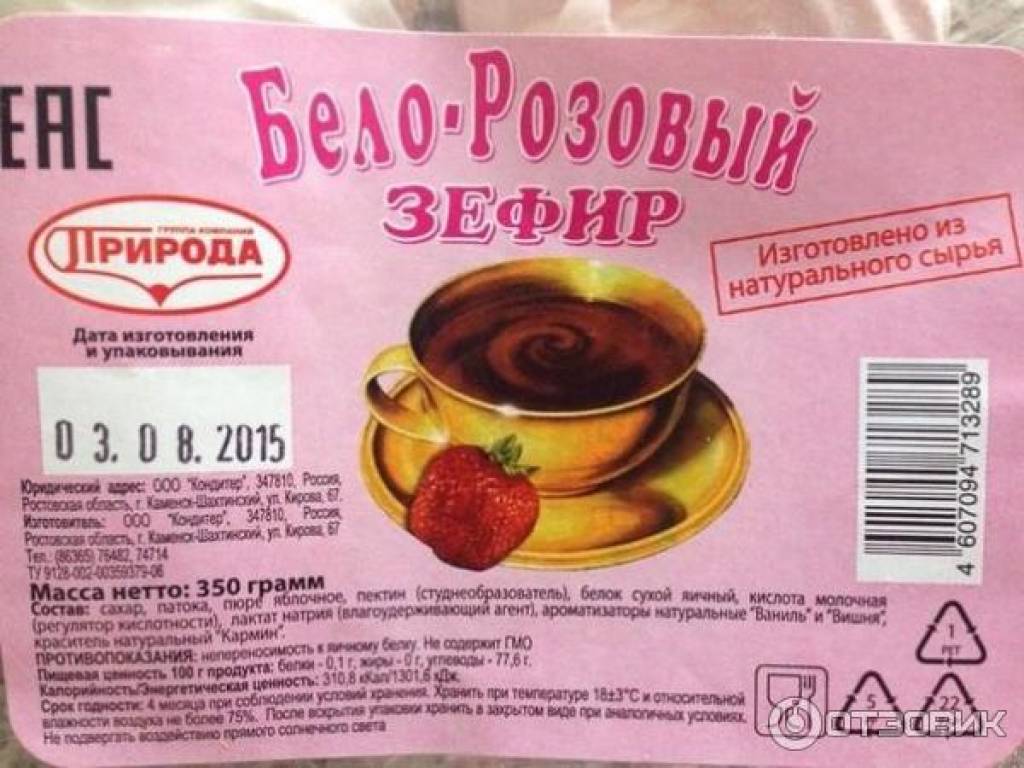 ЕАС
Бело-Розовый
ЗЕФИР
ГРУППА КОМПАНИЙ
ПРИРОДА
Изготовлено из
натурального сырья
Дата изготовления
и упаковывания
03.08.2015
Юридический адрес: ООО "Кондитер", 347810, Россия,
Ростовская область, г. Каменск-Шахтинский, ул. Кирова, 67.
Изготовитель: ООО "Кондитер", 347810, Россия,
Ростовская область, г. Каменск-Шахтинский, ул. Кирова, 67
Тел.: (86365) 76482, 74714
ТУ 9128-002-00359379-06
Масса нетто: 350 грамм
Состав: сахар, патока, пюре яблочное, пектин (студнеобразователь), белок сухой яичный, кислота молочная
(регулятор кислотности), лактат натрия (влагоудерживающий агент), ароматизаторы натуральные "Ваниль" и "Вишня",
краситель натуральный "Кармин".
ПРОТИВОПОКАЗАНИЯ: непереносимость к яичному белку. Не содержит ГМО
Пищевая ценность 100 г продукта: белки - 0,1 г, жиры - 0 г, углеводы - 77,6 г.
Калорийность/Энергетическая ценность: 310,8 кКал/1301,6 кДж.
Срок годности: 4 месяца при соблюдении условий хранения. Хранить при температуре 18±3°С и относительной
влажности воздуха не более 75%. После вскрытия упаковки хранить в закрытом виде при аналогичных условиях.
Не подвергать воздействию прямого солнечного света
4 607094 713289
1
PET
5
22
ОТЗОВИК